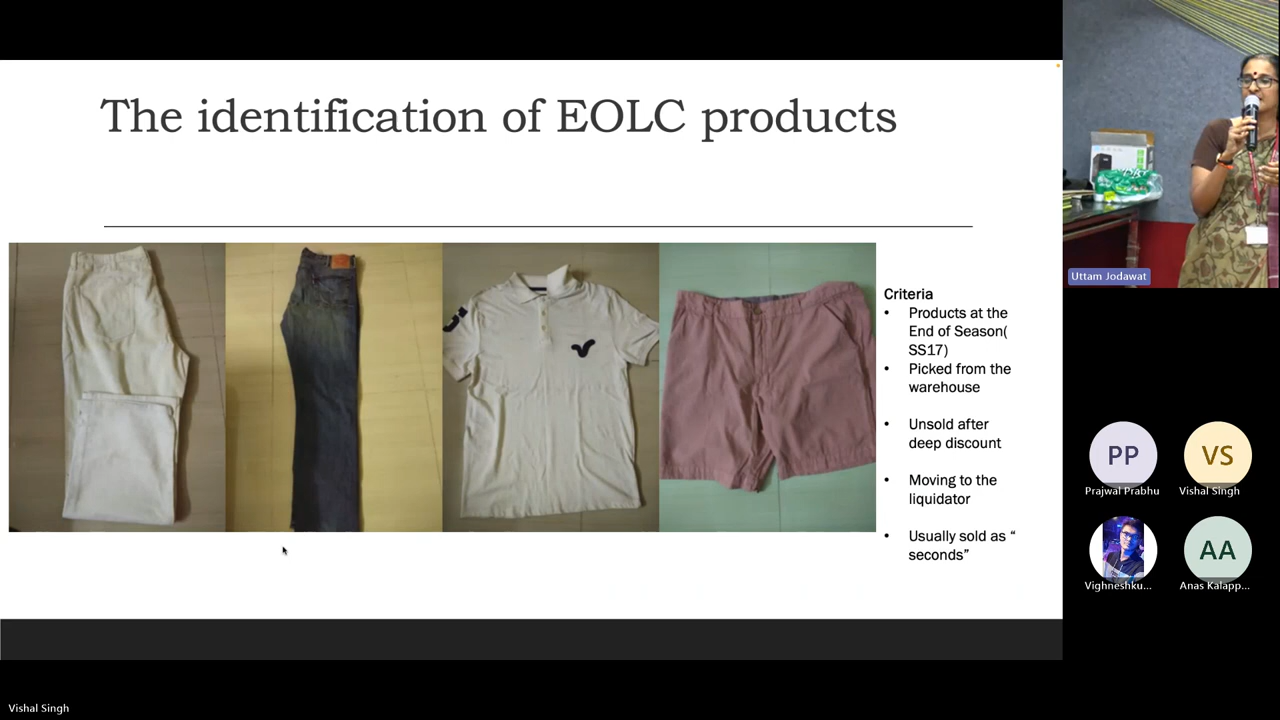 The identification of EOLC products
Criteria
• Products at the
End of Season(
SS17)
• Picked from the
warehouse
• Unsold after
deep discount
• Moving to the
liquidator
• Usually sold as “
seconds”
Uttam Jodawat
PP
Prajwal Prabhu
VS
Vishal Singh
Vighneshku...
AA
Anas Kalapp...
Vishal Singh